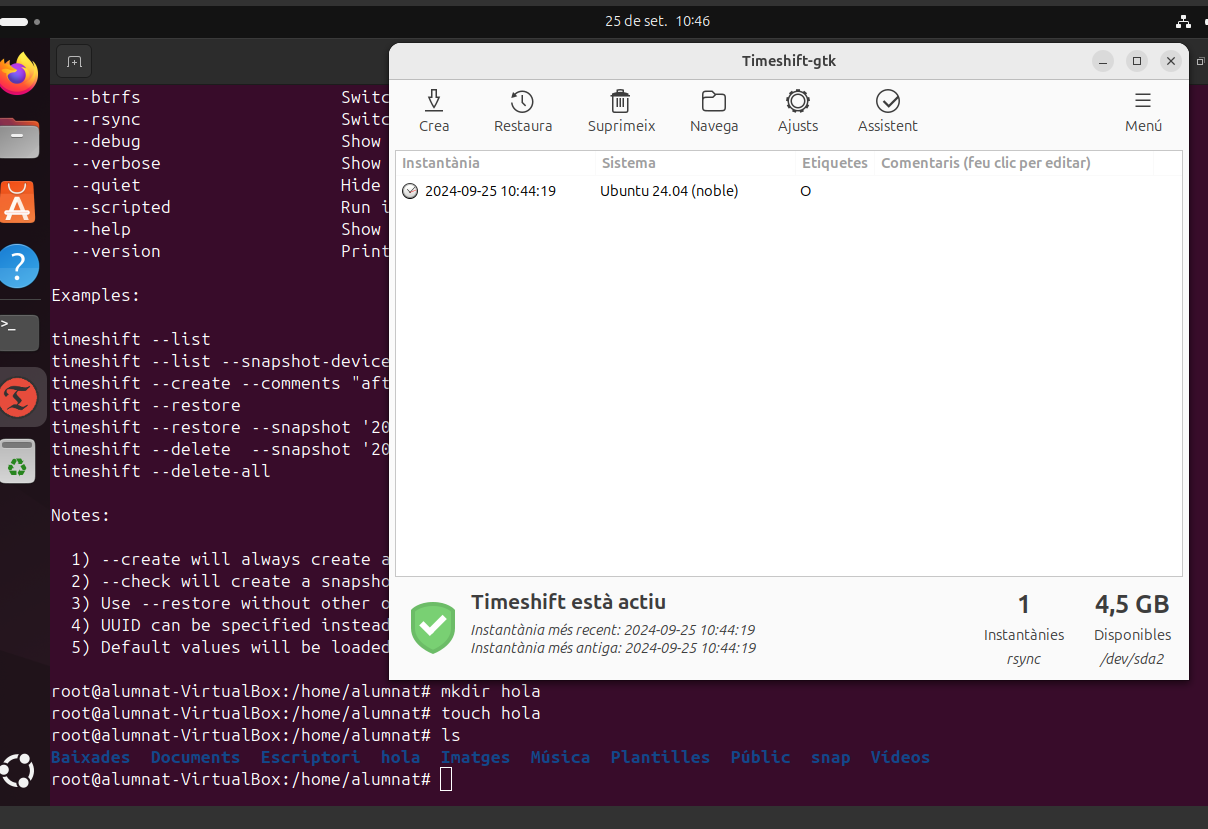 25 de set. 10:46
Timeshift-gtk
Crea Restaura Suprimeix Navega Ajusts Assistent Menú
Instantània Sistema Etiquetes Comentaris (feu clic per editar)
2024-09-25 10:44:19 Ubuntu 24.04 (noble) O
Timeshift està actiu
Instantània més recent: 2024-09-25 10:44:19
Instantània més antiga: 2024-09-25 10:44:19
1
Instantànies
rsync
4,5 GB
Disponibles
/dev/sda2
--btrfs Switc
--rsync Switc
--debug Show
--verbose Show
--quiet Hide
--scripted Run i
--help Show
--version Print
Examples:
timeshift --list
timeshift --list --snapshot-device
timeshift --create --comments "aft
timeshift --restore
timeshift --restore --snapshot '20
timeshift --delete  --snapshot '20
timeshift --delete-all
Notes:
1) --create will always create a
2) --check will create a snapsho
3) Use --restore without other o
4) UUID can be specified instead
5) Default values will be loaded
root@alumnat-VirtualBox:/home/alumnat# mkdir hola
root@alumnat-VirtualBox:/home/alumnat# touch hola
root@alumnat-VirtualBox:/home/alumnat# ls
Baixades Documents Escriptori hola Imatges Música Plantilles Públic snap Vídeos
root@alumnat-VirtualBox:/home/alumnat#